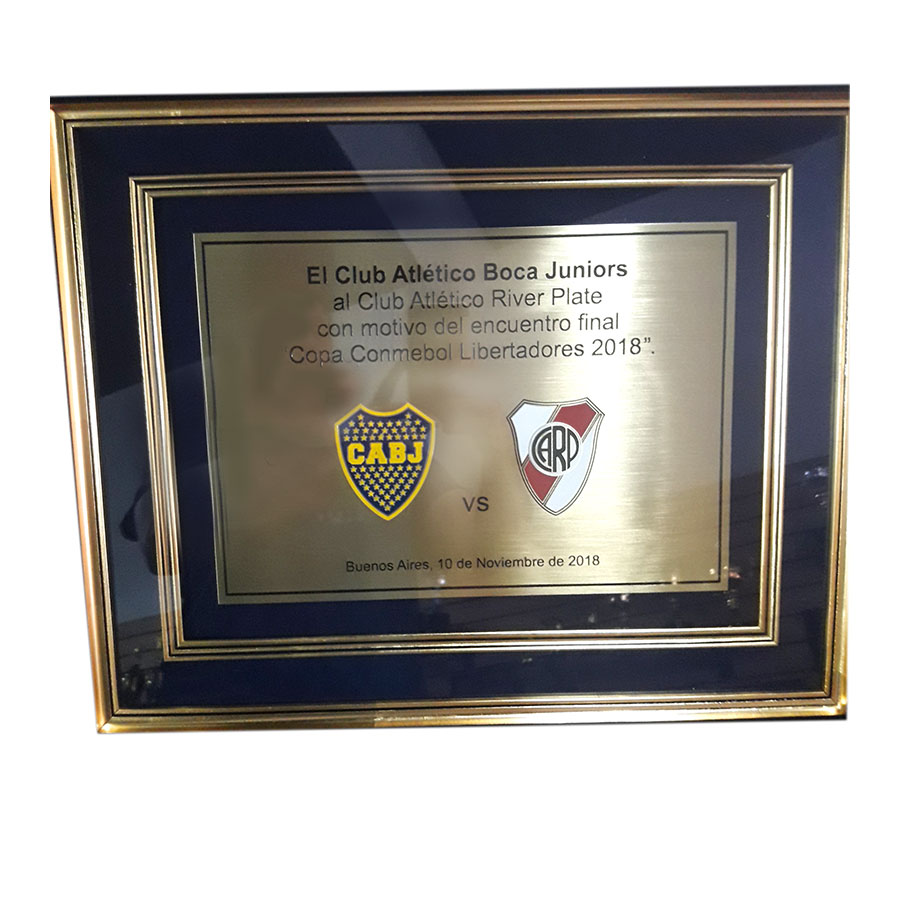 El Club Atlético Boca Juniors
al Club Atlético River Plate
con motivo del encuentro final
"Copa Conmebol Libertadores 2018".
CABJ
CARP
vs
Buenos Aires, 10 de Noviembre de 2018